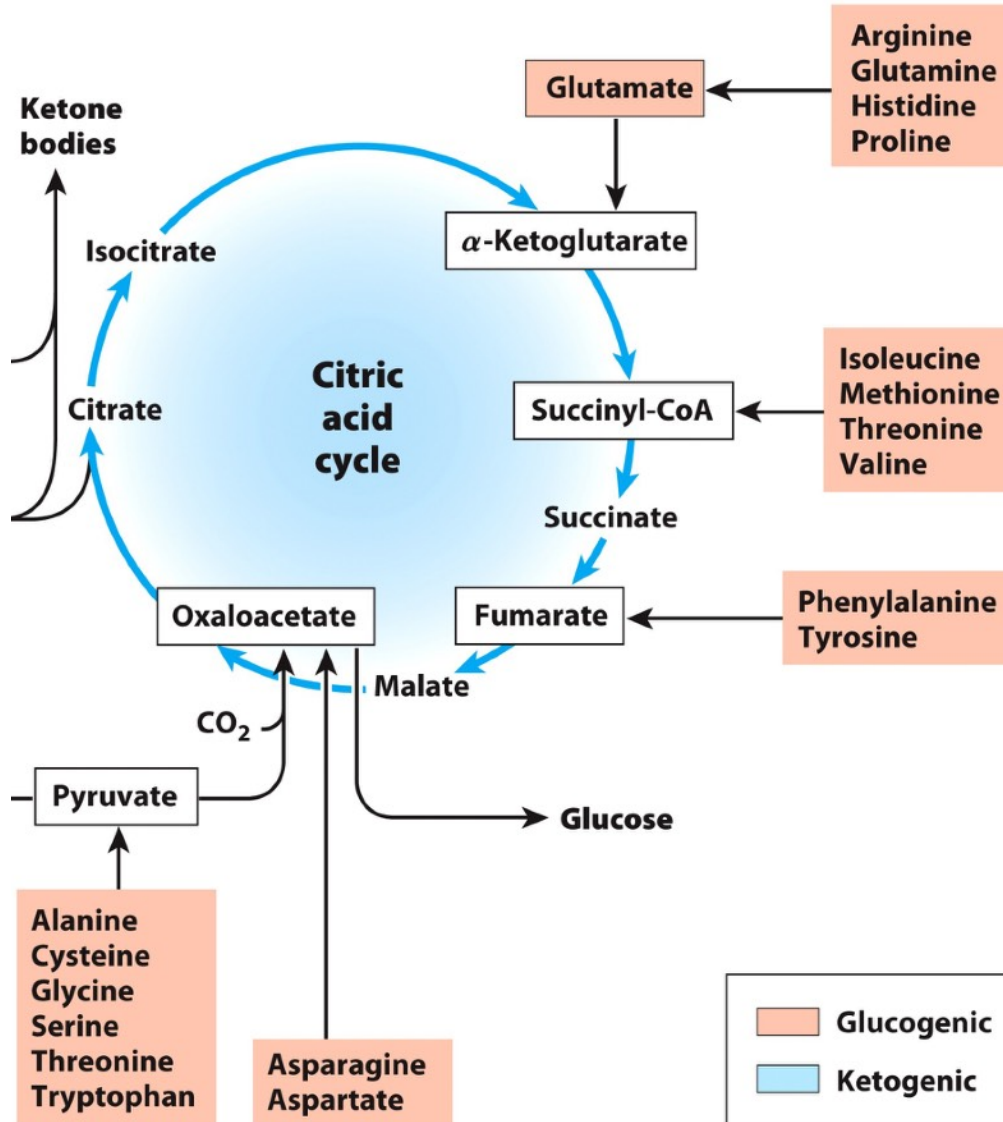 Arginine
Glutamine
Histidine
Proline
Glutamate
Ketone
bodies
α-Ketoglutarate
Isocitrate
Isoleucine
Methionine
Threonine
Valine
Citric
acid
cycle
Citrate
Succinyl-CoA
Succinate
Phenylalanine
Tyrosine
Oxaloacetate
Fumarate
Malate
CO₂
Pyruvate
Glucose
Alanine
Cysteine
Glycine
Serine
Threonine
Tryptophan
Asparagine
Aspartate
Glucogenic
Ketogenic